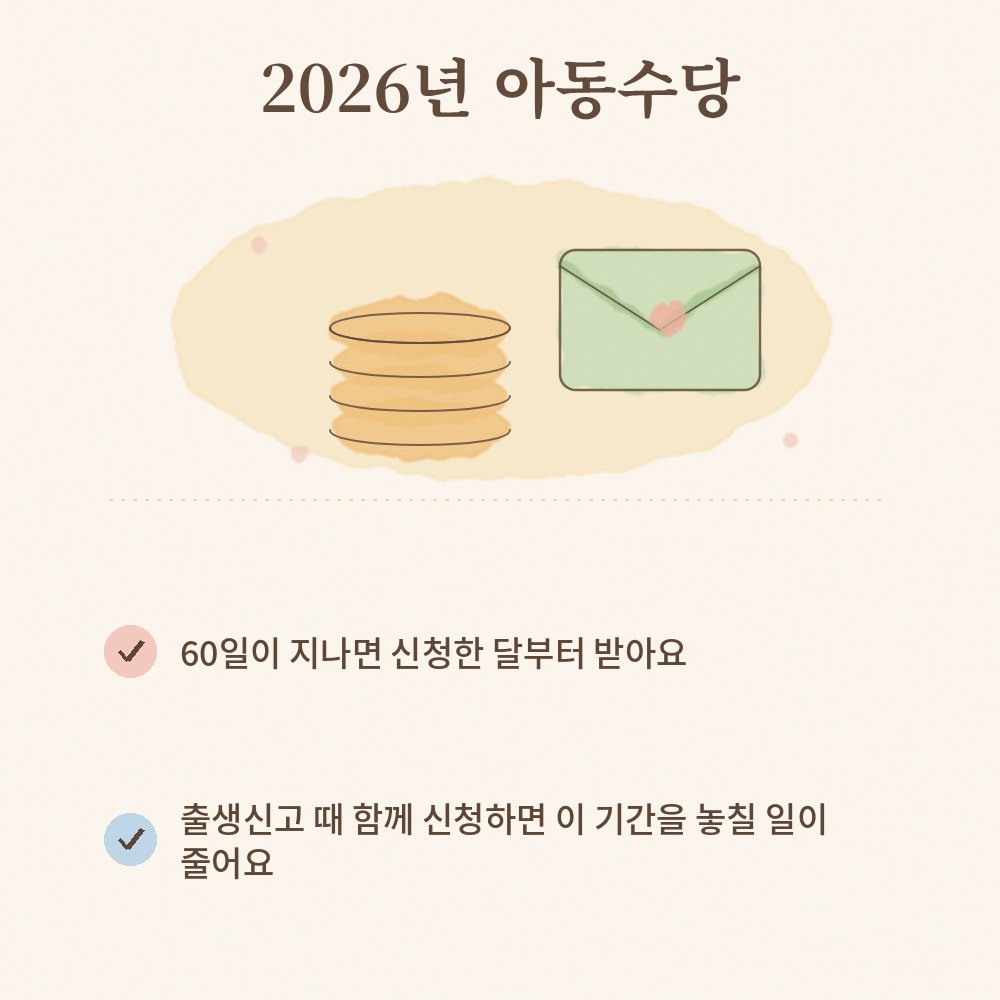 2026년 아동수당
60일이 지나면 신청한 달부터 받아요
출생신고 때 함께 신청하면 이 기간을 놓칠 일이
줄어요